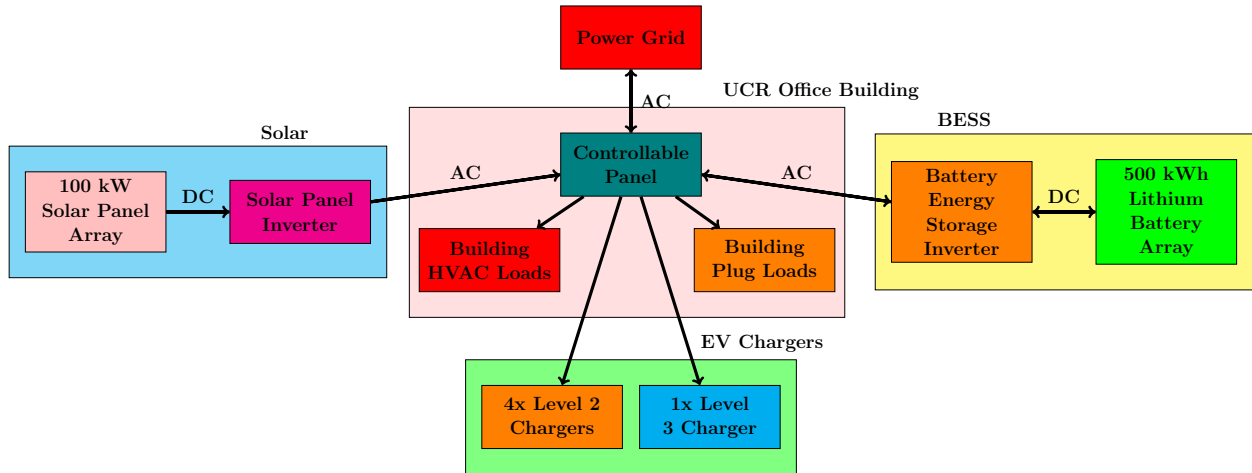 Power Grid
AC
UCR Office Building
Solar
BESS
100 kW
Solar Panel
Array
DC
Solar Panel
Inverter
AC
Controllable
Panel
AC
Battery
Energy
Storage
Inverter
DC
500 kWh
Lithium
Battery
Array
Building
HVAC Loads
Building
Plug Loads
EV Chargers
4x Level 2
Chargers
1x Level
3 Charger